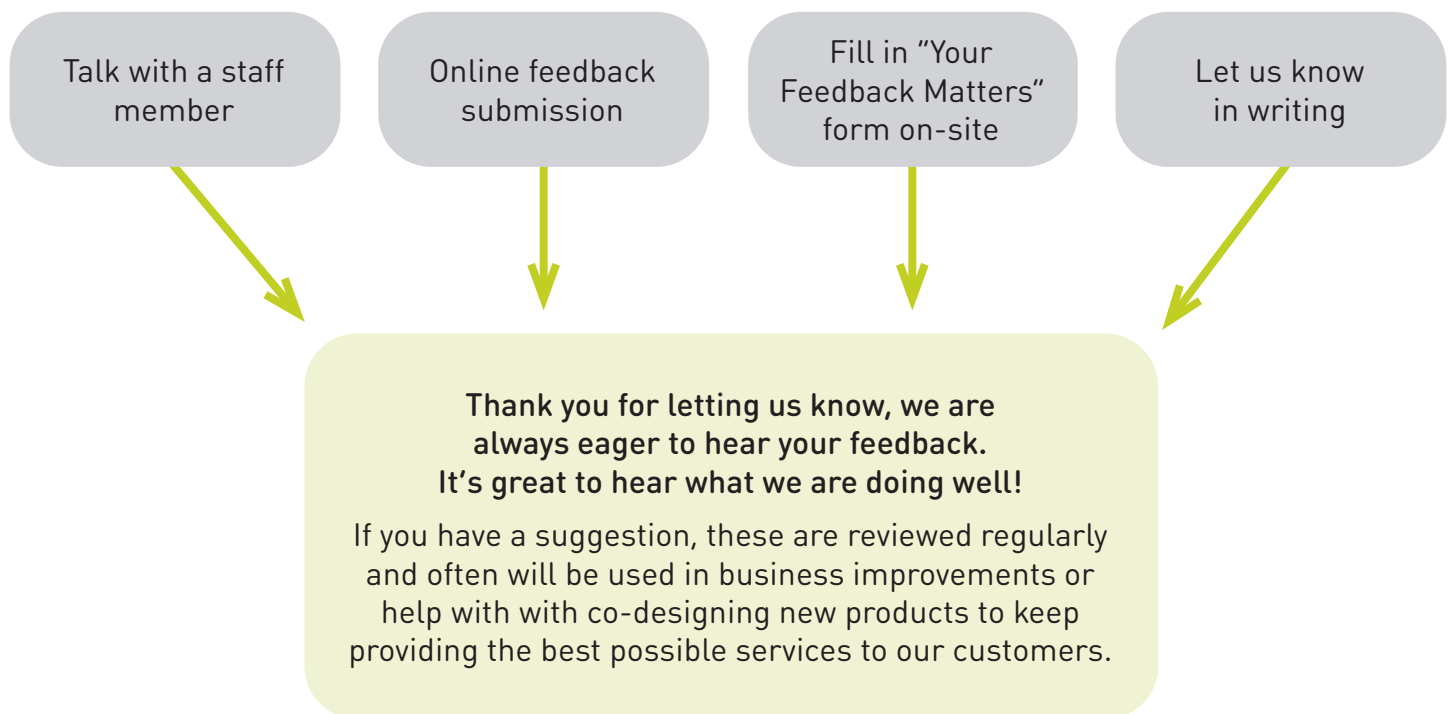 Talk with a staff
member
Online feedback
submission
Fill in “Your
Feedback Matters”
form on-site
Let us know
in writing
Thank you for letting us know, we are
always eager to hear your feedback.
It’s great to hear what we are doing well!
If you have a suggestion, these are reviewed regularly
and often will be used in business improvements or
help with with co-designing new products to keep
providing the best possible services to our customers.